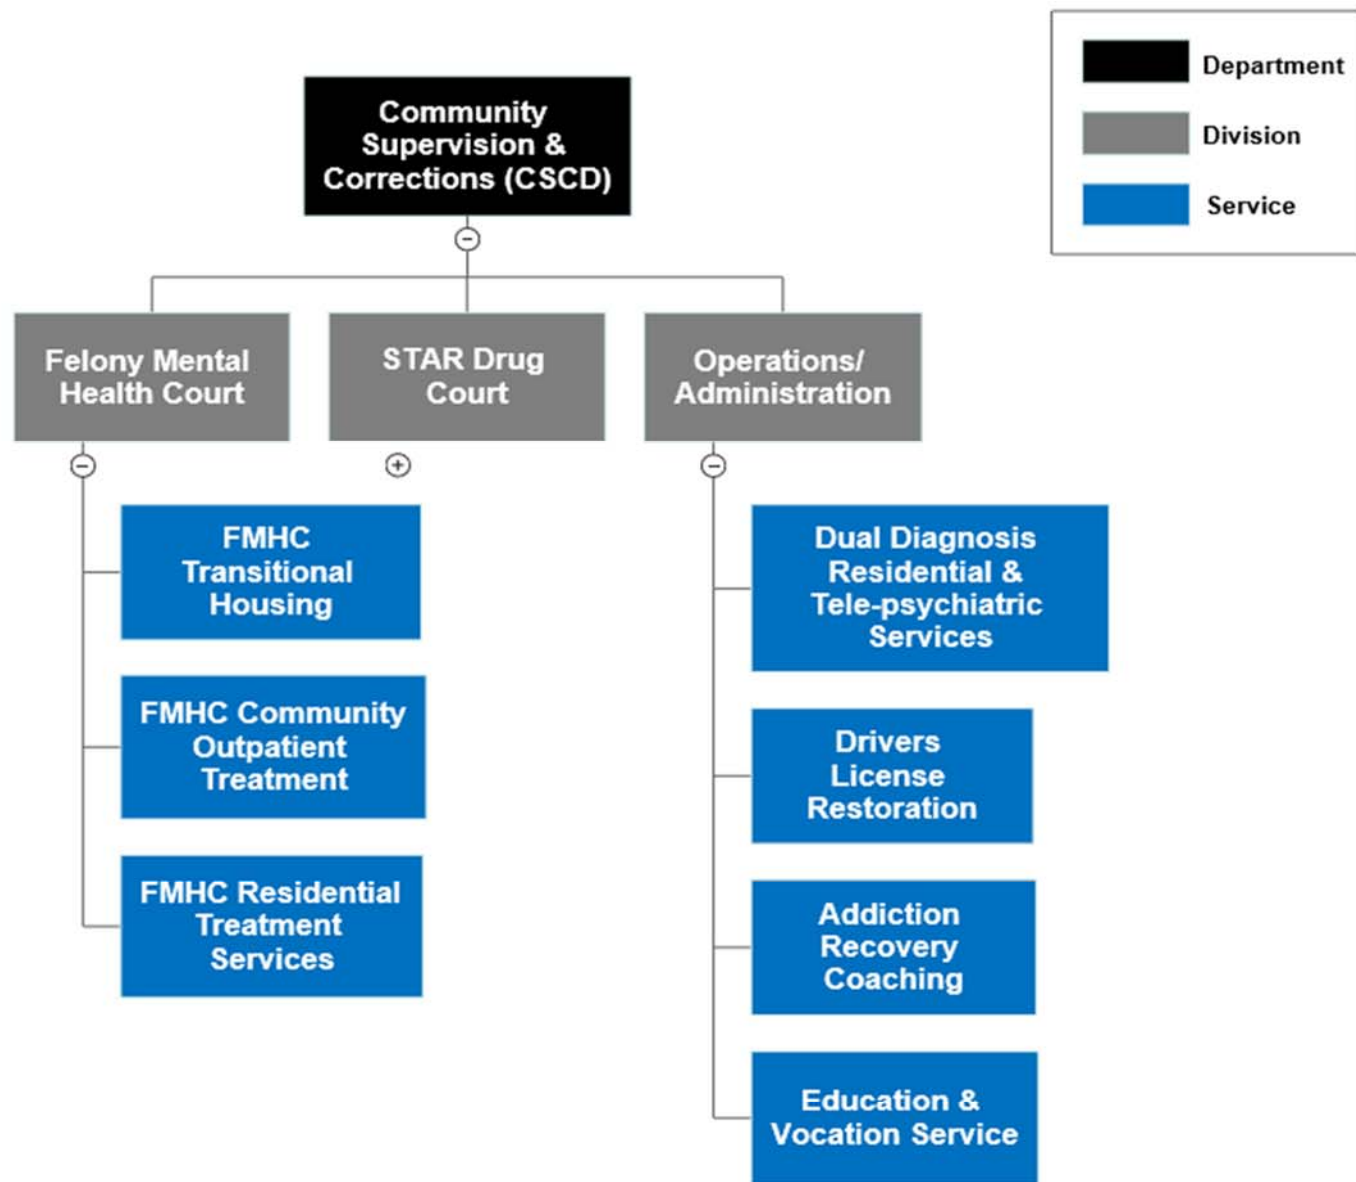 Department
Division
Service
Community
Supervision &
Corrections (CSCD)
Felony Mental
Health Court
STAR Drug
Court
Operations/
Administration
FMHC
Transitional
Housing
FMHC Community
Outpatient
Treatment
FMHC Residential
Treatment
Services
Dual Diagnosis
Residential &
Tele-psychiatric
Services
Drivers
License
Restoration
Addiction
Recovery
Coaching
Education &
Vocation Service